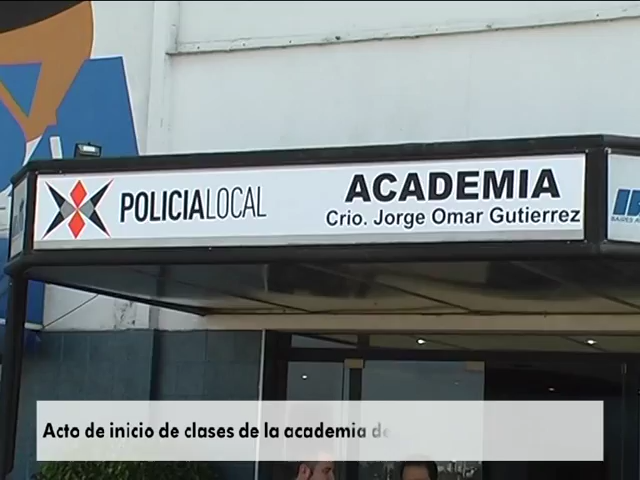 POLICIALOCAL
ACADEMIA
Crio. Jorge Omar Gutierrez
Acto de inicio de clases de la academia de